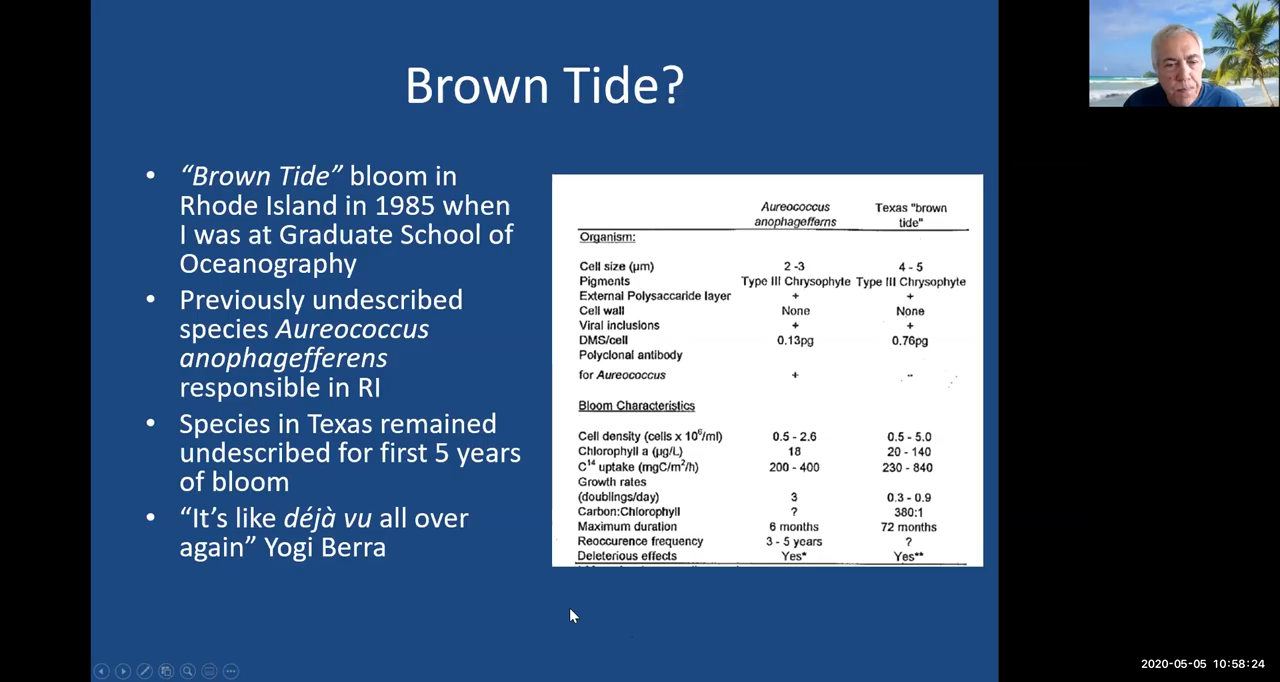 Brown Tide?
• “Brown Tide” bloom in
Rhode Island in 1985 when
I was at Graduate School of
Oceanography
• Previously undescribed
species Aureococcus
anophagefferens
responsible in RI
• Species in Texas remained
undescribed for first 5 years
of bloom
• “It’s like déjà vu all over
again” Yogi Berra
Aureococcus Texas "brown
anophagefferns tide"
Organism:
Cell size (µm) 2 -3 4 - 5
Pigments Type III Chrysophyte Type III Chrysophyte
External Polysaccaride layer + +
Cell wall None None
Viral inclusions + +
DMS/cell 0.13pg 0.76pg
Polyclonal antibody
for Aureococcus + -
Bloom Characteristics
Cell density (cells x 10⁶/ml) 0.5 - 2.6 0.5 - 5.0
Chlorophyll a (µg/L) 18 20 - 140
C¹⁴ uptake (mgC/m²/h) 200 - 400 230 - 840
Growth rates
(doublings/day) 3 0.3 - 0.9
Carbon:Chlorophyll ? 380:1
Maximum duration 6 months 72 months
Reoccurence frequency 3 - 5 years ?
Deleterious effects Yes* Yes**
2020-05-05 10:58:24